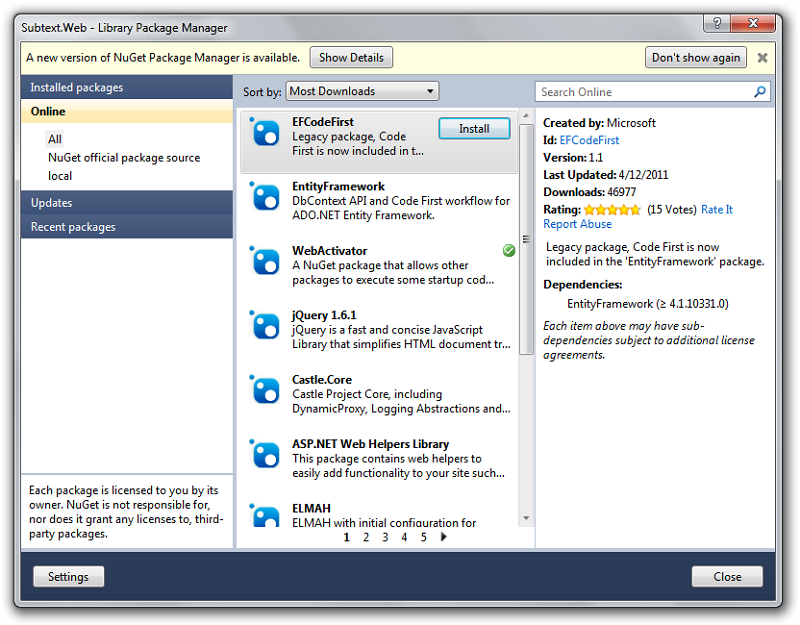 Subtext.Web - Library Package Manager
?
A new version of NuGet Package Manager is available.
Show Details
Don't show again
Installed packages
Online
All
NuGet official package source
local
Updates
Recent packages
Each package is licensed to you by its
owner. NuGet is not responsible for,
nor does it grant any licenses to, third-
party packages.
Sort by:
Most Downloads
EFCodeFirst
Legacy package, Code
First is now included in t...
Install
EntityFramework
DbContext API and Code First workflow for
ADO.NET Entity Framework.
WebActivator
A NuGet package that allows other
packages to execute some startup cod...
jQuery 1.6.1
jQuery is a fast and concise JavaScript
Library that simplifies HTML document tr...
Castle.Core
Castle Project Core, including
DynamicProxy, Logging Abstractions and...
ASP.NET Web Helpers Library
This package contains web helpers to
easily add functionality to your site such...
ELMAH
ELMAH with initial configuration for
1 2 3 4 5
Search Online
Created by: Microsoft
Id: EFCodeFirst
Version: 1.1
Last Updated: 4/12/2011
Downloads: 46977
Rating: (15 Votes) Rate It
Report Abuse
Legacy package, Code First is now
included in the 'EntityFramework' package.
Dependencies:
EntityFramework (≥ 4.1.10331.0)
Each item above may have sub-
dependencies subject to additional license
agreements.
Settings
Close